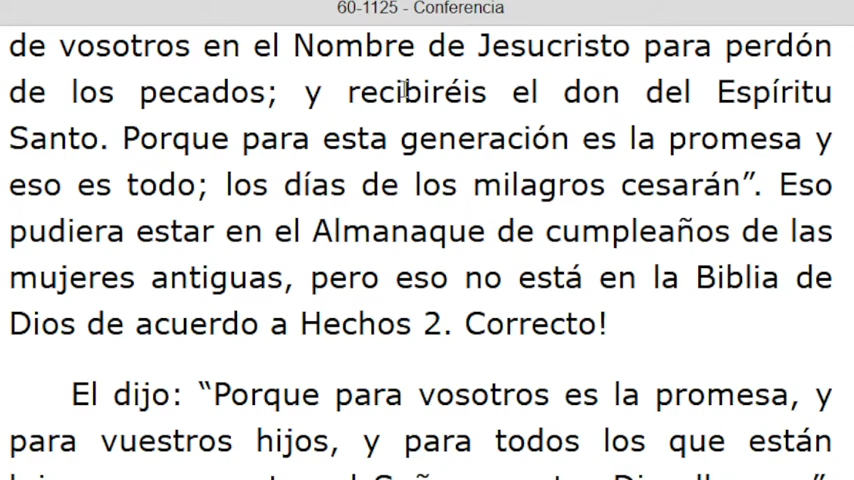 60-1125 - Conferencia
de vosotros en el Nombre de Jesucristo para perdón
de los pecados; y recibiréis el don del Espíritu
Santo. Porque para esta generación es la promesa y
eso es todo; los días de los milagros cesarán”. Eso
pudiera estar en el Almanaque de cumpleaños de las
mujeres antiguas, pero eso no está en la Biblia de
Dios de acuerdo a Hechos 2. Correcto!
El dijo: “Porque para vosotros es la promesa, y
para vuestros hijos, y para todos los que están